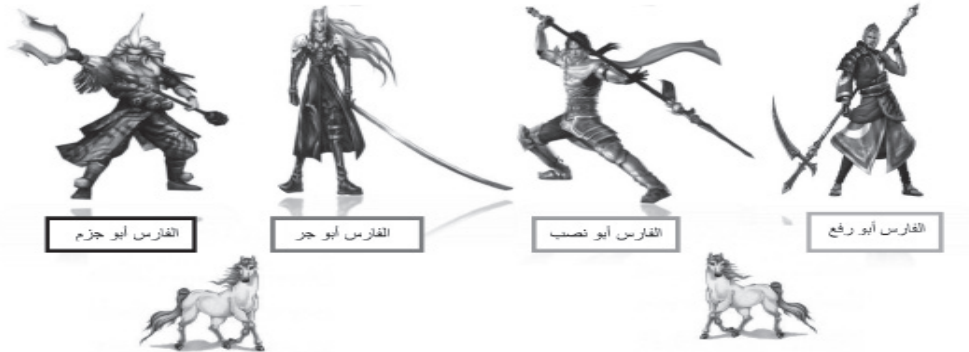 الفارس أبو رفع
الفارس أبو نصب
الفارس أبو جر
الفارس أبو جزم